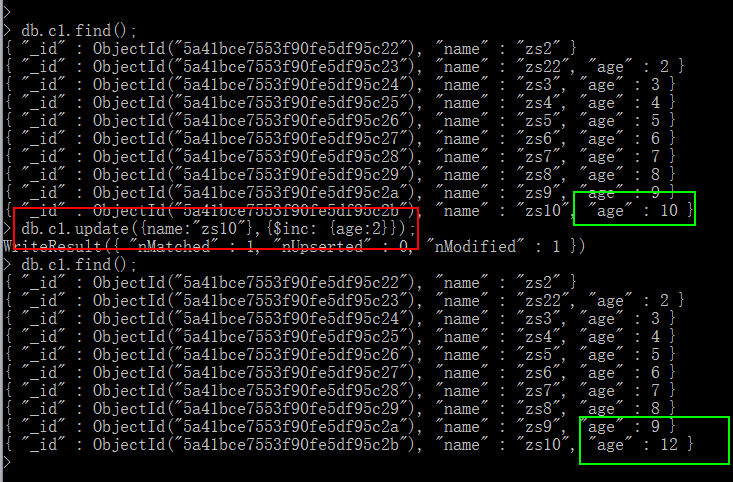 >
> db.c1.find();
{ "_id" : ObjectId("5a41bce7553f90fe5df95c22"), "name" : "zs2" }
{ "_id" : ObjectId("5a41bce7553f90fe5df95c23"), "name" : "zs22", "age" : 2 }
{ "_id" : ObjectId("5a41bce7553f90fe5df95c24"), "name" : "zs3", "age" : 3 }
{ "_id" : ObjectId("5a41bce7553f90fe5df95c25"), "name" : "zs4", "age" : 4 }
{ "_id" : ObjectId("5a41bce7553f90fe5df95c26"), "name" : "zs5", "age" : 5 }
{ "_id" : ObjectId("5a41bce7553f90fe5df95c27"), "name" : "zs6", "age" : 6 }
{ "_id" : ObjectId("5a41bce7553f90fe5df95c28"), "name" : "zs7", "age" : 7 }
{ "_id" : ObjectId("5a41bce7553f90fe5df95c29"), "name" : "zs8", "age" : 8 }
{ "_id" : ObjectId("5a41bce7553f90fe5df95c2a"), "name" : "zs9", "age" : 9 }
{ "_id" : ObjectId("5a41bce7553f90fe5df95c2b"), "name" : "zs10", "age" : 10 }
> db.c1.update({name:"zs10"},{$inc: {age:2}});
WriteResult({ "nMatched" : 1, "nUpserted" : 0, "nModified" : 1 })
> db.c1.find();
{ "_id" : ObjectId("5a41bce7553f90fe5df95c22"), "name" : "zs2" }
{ "_id" : ObjectId("5a41bce7553f90fe5df95c23"), "name" : "zs22", "age" : 2 }
{ "_id" : ObjectId("5a41bce7553f90fe5df95c24"), "name" : "zs3", "age" : 3 }
{ "_id" : ObjectId("5a41bce7553f90fe5df95c25"), "name" : "zs4", "age" : 4 }
{ "_id" : ObjectId("5a41bce7553f90fe5df95c26"), "name" : "zs5", "age" : 5 }
{ "_id" : ObjectId("5a41bce7553f90fe5df95c27"), "name" : "zs6", "age" : 6 }
{ "_id" : ObjectId("5a41bce7553f90fe5df95c28"), "name" : "zs7", "age" : 7 }
{ "_id" : ObjectId("5a41bce7553f90fe5df95c29"), "name" : "zs8", "age" : 8 }
{ "_id" : ObjectId("5a41bce7553f90fe5df95c2a"), "name" : "zs9", "age" : 9 }
{ "_id" : ObjectId("5a41bce7553f90fe5df95c2b"), "name" : "zs10", "age" : 12 }
>